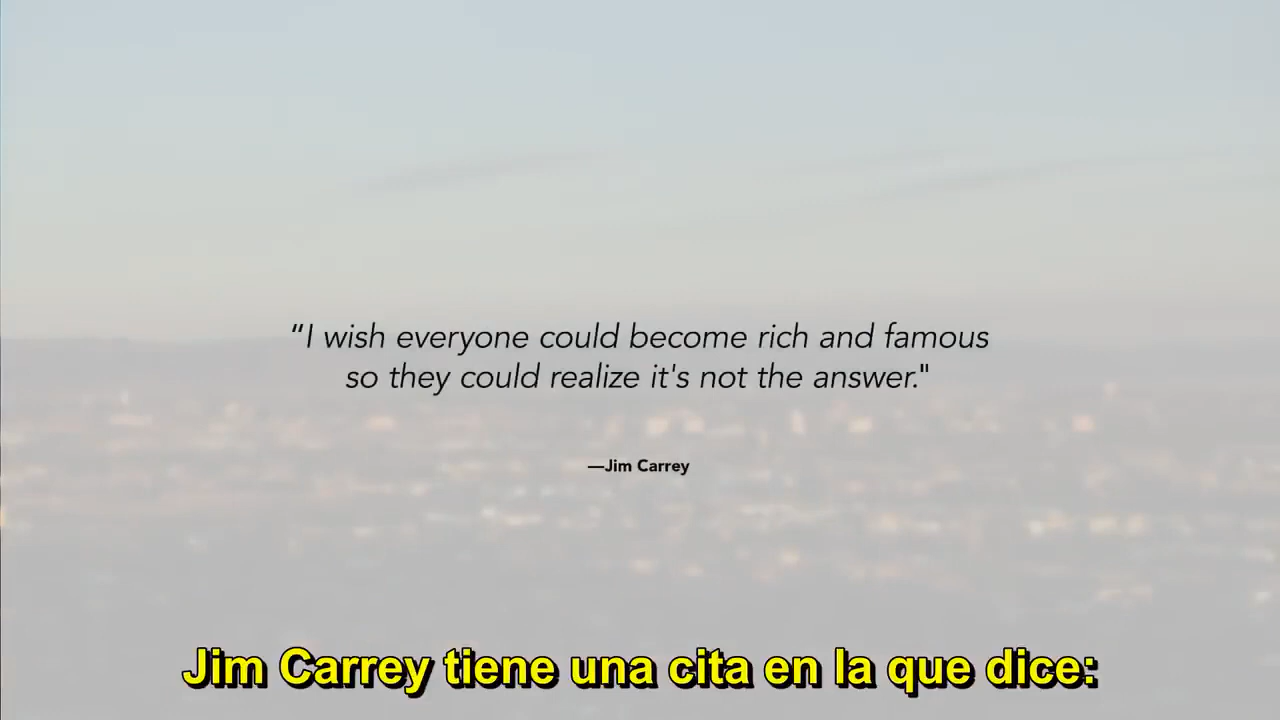 “I wish everyone could become rich and famous
so they could realize it's not the answer."
—Jim Carrey
Jim Carrey tiene una cita en la que dice: